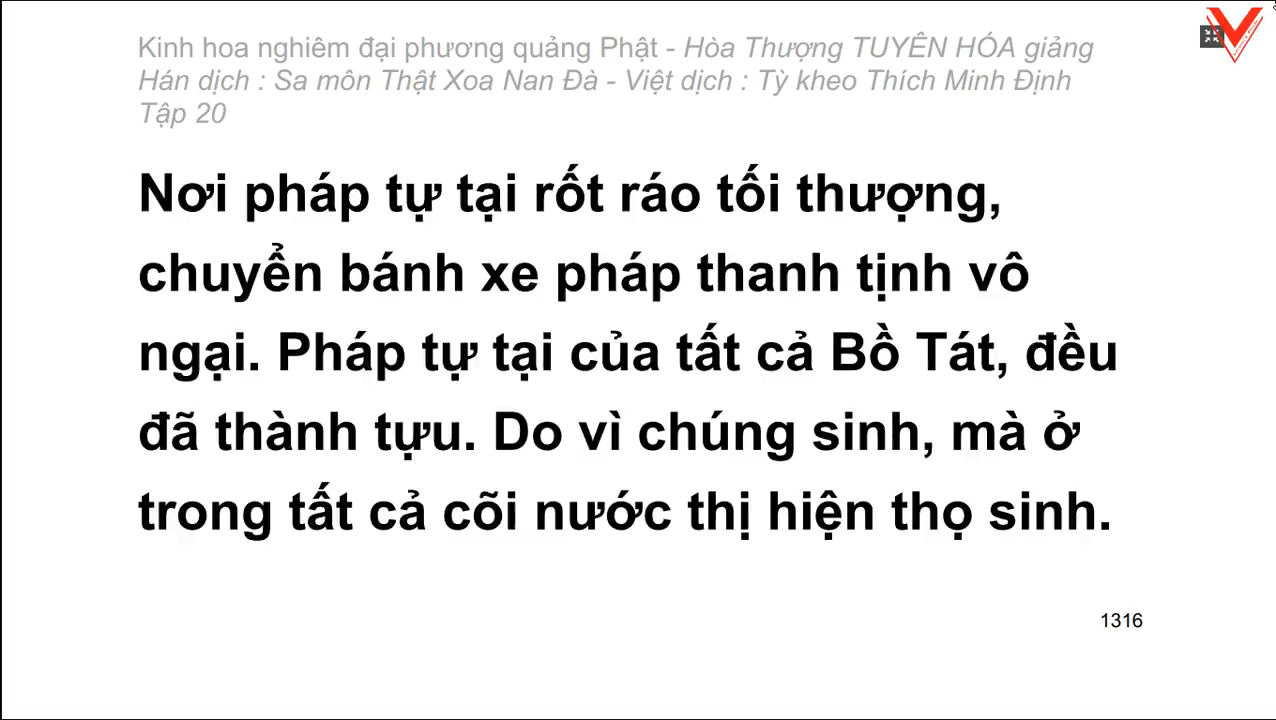 Kinh hoa nghiêm đại phương quảng Phật - Hòa Thượng TUYÊN HÓA giảng
Hán dịch : Sa môn Thật Xoa Nan Đà - Việt dịch : Tỳ kheo Thích Minh Định
Tập 20
Nơi pháp tự tại rốt ráo tối thượng,
chuyển bánh xe pháp thanh tịnh vô
ngại. Pháp tự tại của tất cả Bồ Tát, đều
đã thành tựu. Do vì chúng sinh, mà ở
trong tất cả cõi nước thị hiện thọ sinh.
1316